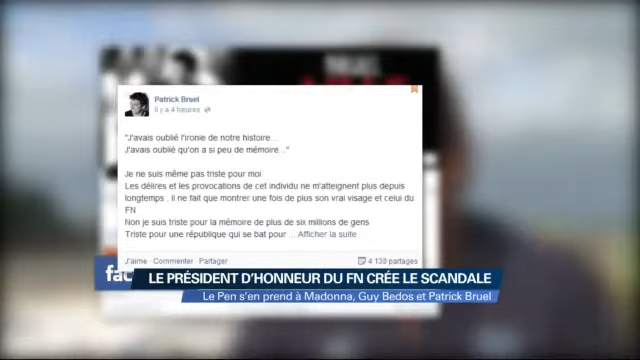 Patrick Bruel
Il y a 4 heures
"J'avais oublié l'ironie de notre histoire...
J'avais oublié qu'on a si peu de mémoire..."
Je ne suis même pas triste pour moi
Les délires et les provocations de cet individu ne m'atteignent plus depuis
longtemps . Il ne fait que montrer une fois de plus son vrai visage et celui du
FN
Non je suis triste pour la mémoire de plus de six millions de gens
Triste pour une république qui se bat pour ... Afficher la suite
J'aime · Commenter · Partager
4 130 partages
fac
LE PRÉSIDENT D'HONNEUR DU FN CRÉE LE SCANDALE
Le Pen s'en prend à Madonna, Guy Bedos et Patrick Bruel